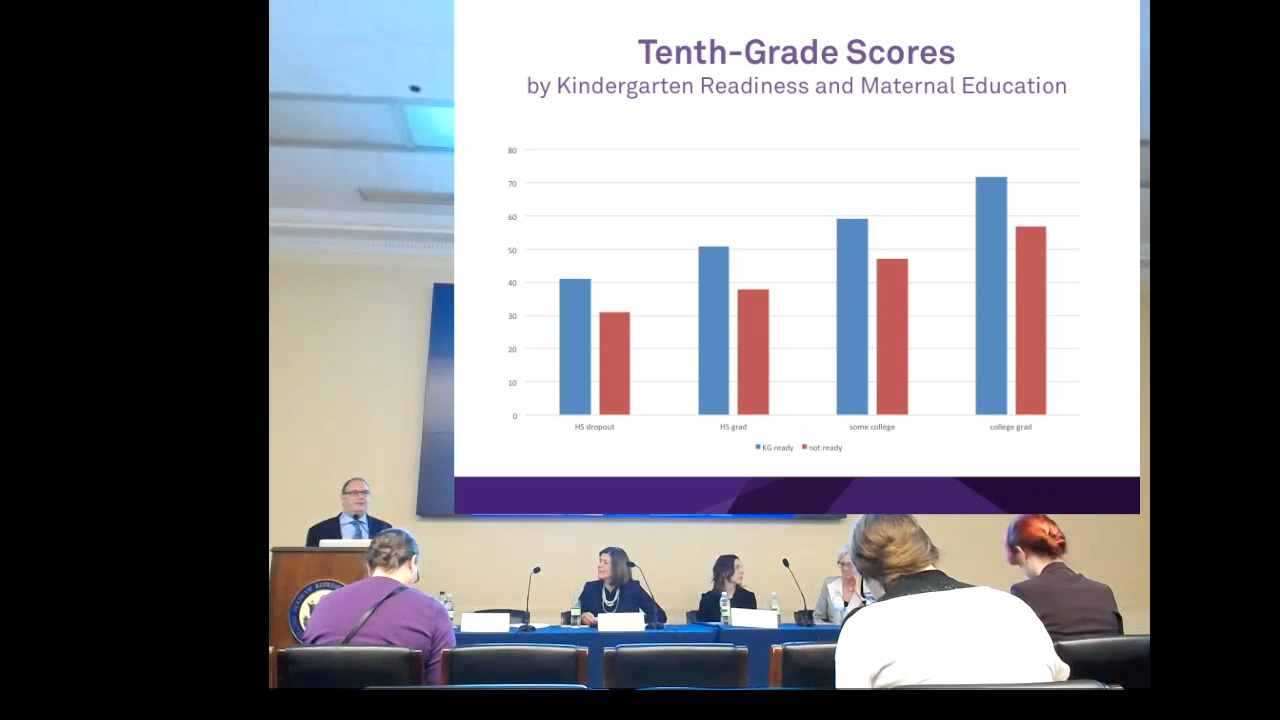 Tenth-Grade Scores
by Kindergarten Readiness and Maternal Education
80
70
60
50
40
30
20
10
0
HS dropout HS grad some college college grad
KG ready not ready